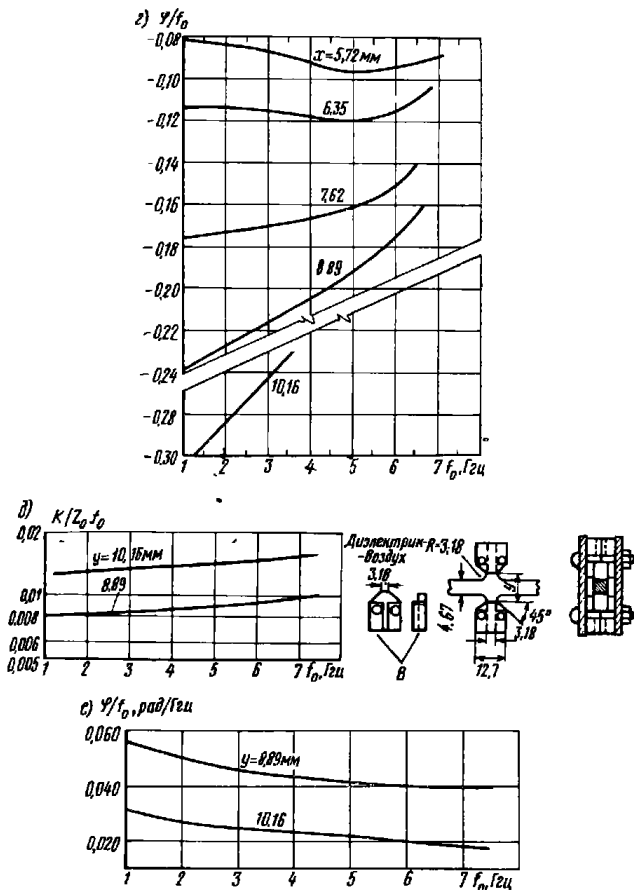 г) φ/f₀
-0,08
-0,10
-0,12
-0,14
-0,16
-0,18
-0,20
-0,22
-0,24
-0,28
-0,30
x=5,72 мм
6,35
7,62
8.89
10,16
1 2 3 4 5 6 7 f₀, Ггц
д) K/Z₀ f₀
0,02
0,01
0,008
0,006
0,005
y=10,16мм
8,89
1 2 3 4 5 6 7 f₀, Ггц
Диэлектрик
-воздух
R=3,18
3,18
B
4,67
y
45°
3,18
12,7
е) φ/f₀, рад/Ггц
0,060
0,040
0,020
y=8,89мм
10,16
1 2 3 4 5 6 7
f₀, Ггц